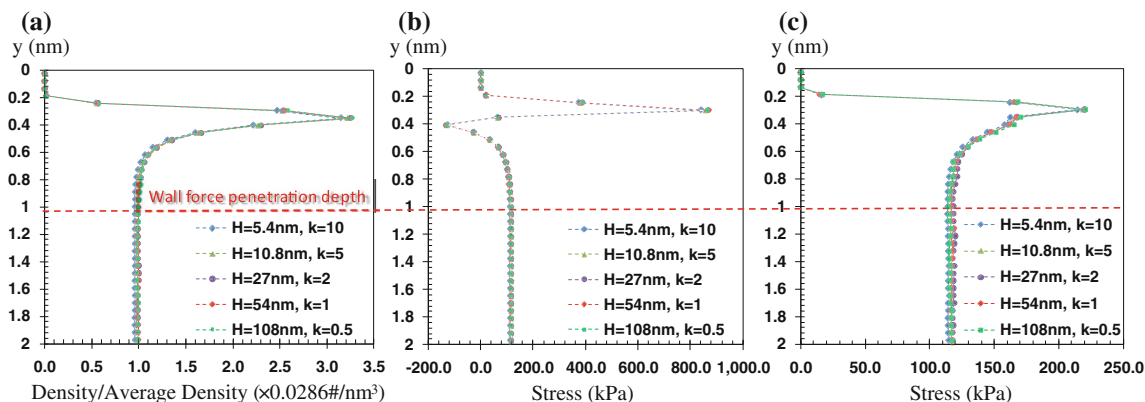 (a)
y (nm)
0
0.2
0.4
0.6
0.8
1
1.2
1.4
1.6
1.8
2
0.0 0.5 1.0 1.5 2.0 2.5 3.0 3.5
Density/Average Density (×0.0286#/nm³)
Wall force penetration depth
H=5.4nm, k=10
H=10.8nm, k=5
H=27nm, k=2
H=54nm, k=1
H=108nm, k=0.5
(b)
y (nm)
0
0.2
0.4
0.6
0.8
1
1.2
1.4
1.6
1.8
2
-200.0 0.0 200.0 400.0 600.0 800.0 1,000.0
Stress (kPa)
H=5.4nm, k=10
H=10.8nm, k=5
H=27nm, k=2
H=54nm, k=1
H=108nm, k=0.5
(c)
y (nm)
0
0.2
0.4
0.6
0.8
1
1.2
1.4
1.6
1.8
2
0.0 50.0 100.0 150.0 200.0 250.0
Stress (kPa)
H=5.4nm, k=10
H=10.8nm, k=5
H=27nm, k=2
H=54nm, k=1
H=108nm, k=0.5